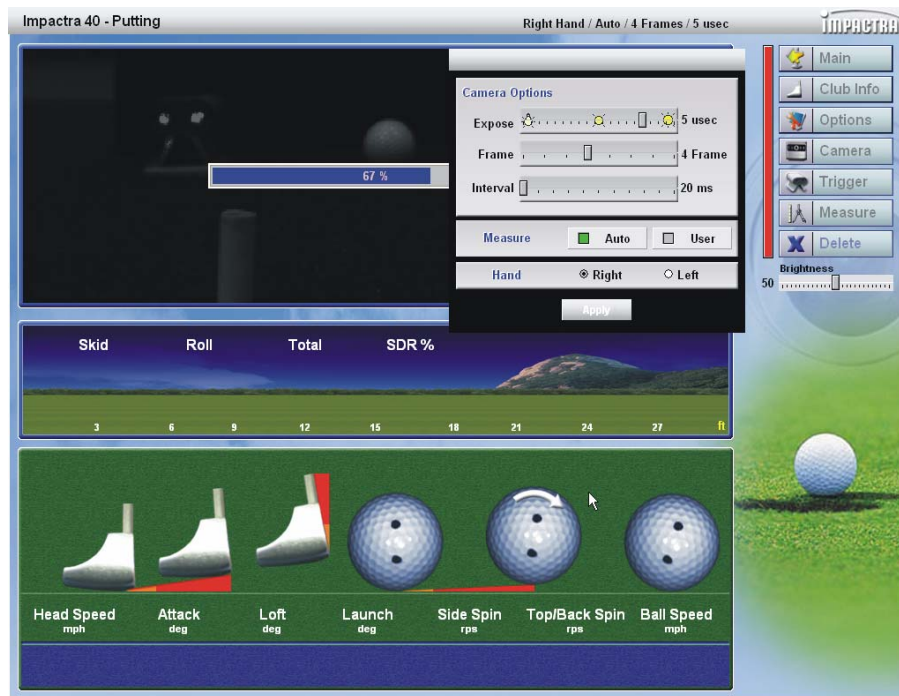 Impactra 40 - Putting
Right Hand / Auto / 4 Frames / 5 usec
IMPACTRA
Main
Club Info
Options
Camera
Trigger
Measure
Delete
Brightness
50
Camera Options
Expose 5 usec
Frame 4 Frame
Interval 20 ms
Measure Auto User
Hand Right Left
Apply
67 %
Skid Roll Total SDR %
3 6 9 12 15 18 21 24 27 ft
Head Speed Attack Loft Launch Side Spin Top/Back Spin Ball Speed
mph deg deg deg rps rps mph